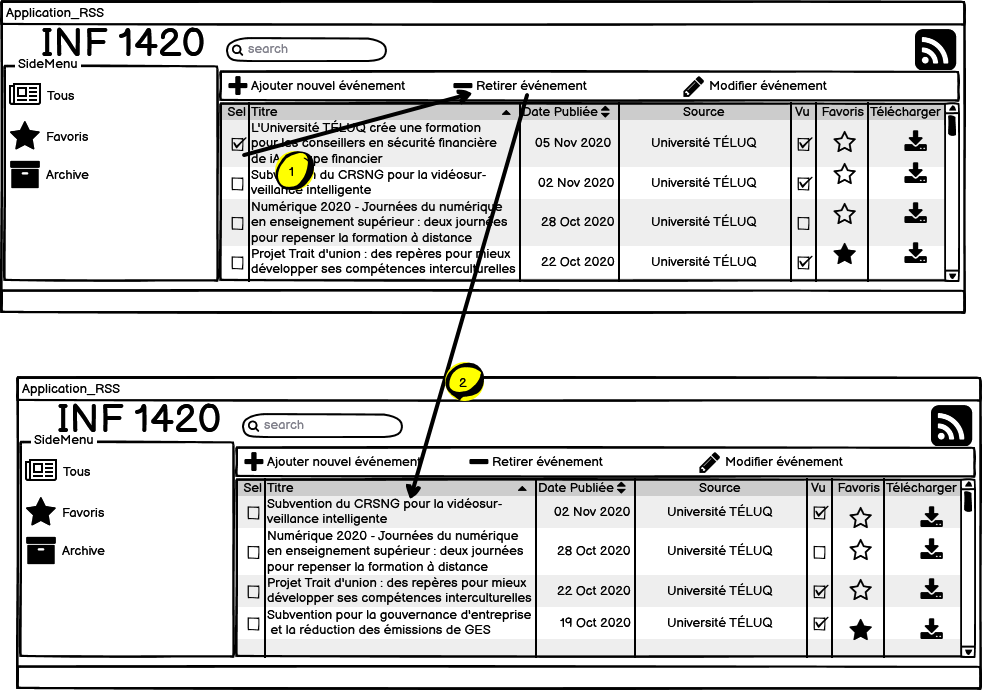 Application_RSS
INF 1420
search
SideMenu
Tous
Favoris
Archive
Ajouter nouvel événement
Retirer événement
Modifier événement
Sel Titre Date Publiée Source Vu Favoris Télécharger
L'Université TÉLUQ crée une formation
pour les conseillers en sécurité financière
de iA pe financier
05 Nov 2020 Université TÉLUQ
1
Subv n du CRSNG pour la vidéosur-
veillance intelligente
02 Nov 2020 Université TÉLUQ
Numérique 2020 - Journées du numérique
en enseignement supérieur : deux journées
pour repenser la formation à distance
28 Oct 2020 Université TÉLUQ
Projet Trait d'union : des repères pour mieux
développer ses compétences interculturelles
22 Oct 2020 Université TÉLUQ
2
Application_RSS
INF 1420
search
SideMenu
Tous
Favoris
Archive
Ajouter nouvel événement
Retirer événement
Modifier événement
Sel Titre Date Publiée Source Vu Favoris Télécharger
Subvention du CRSNG pour la vidéosur-
veillance intelligente
02 Nov 2020 Université TÉLUQ
Numérique 2020 - Journées du numérique
en enseignement supérieur : deux journées
pour repenser la formation à distance
28 Oct 2020 Université TÉLUQ
Projet Trait d'union : des repères pour mieux
développer ses compétences interculturelles
22 Oct 2020 Université TÉLUQ
Subvention pour la gouvernance d'entreprise
et la réduction des émissions de GES
19 Oct 2020 Université TÉLUQ